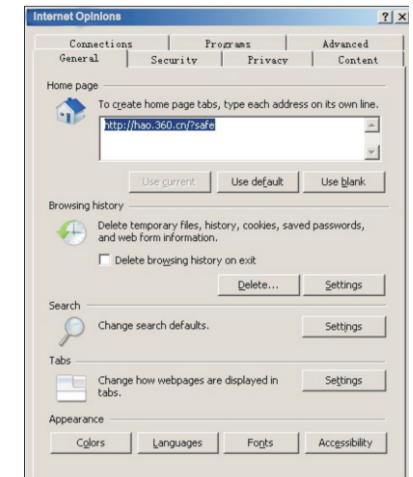 Internet Opinions
? ×
Connections Programs Advanced
General Security Privacy Content
Home page
To create home page tabs, type each address on its own line.
http://hao.360.cn/?safe
Use current Use default Use blank
Browsing history
Delete temporary files, history, cookies, saved passwords,
and web form information.
Delete browsing history on exit
Delete... Settings
Search
Change search defaults. Settings
Tabs
Change how webpages are displayed in Settings
tabs.
Appearance
Colors Languages Fonts Accessibility